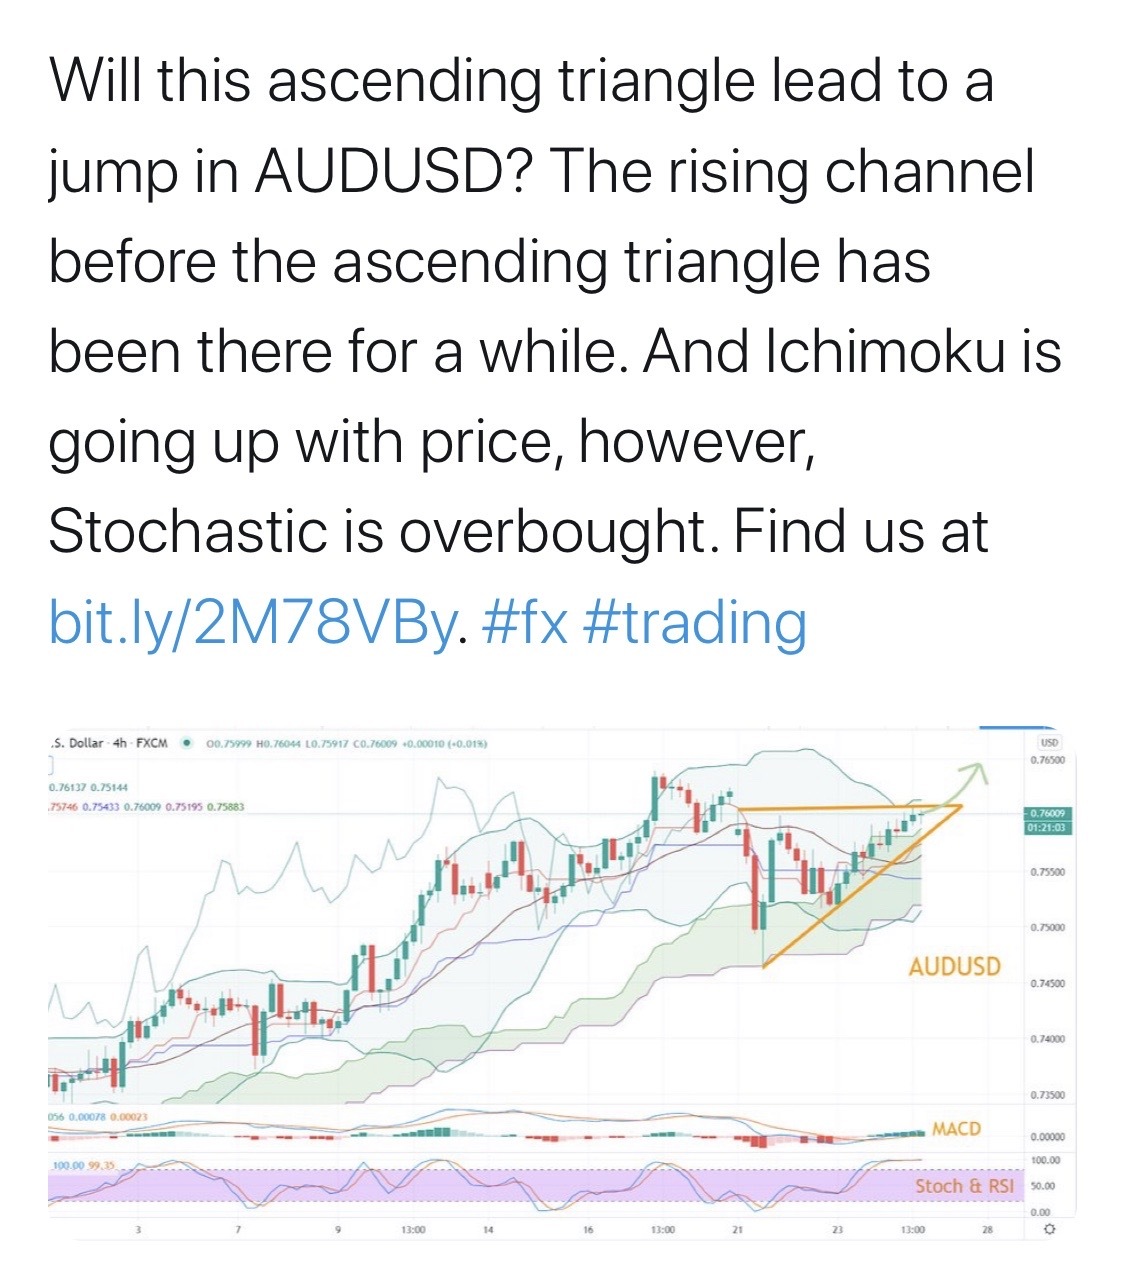 Will this ascending triangle lead to a
jump in AUDUSD? The rising channel
before the ascending triangle has
been there for a while. And Ichimoku is
going up with price, however,
Stochastic is overbought. Find us at
bit.ly/2M78VBy. #fx #trading
.S. Dollar · 4h · FXCM O0.75999 H0.76044 L0.75917 C0.76009 +0.00010 (+0.01%)
USD
0.76500
0.76137 0.75144
.75746 0.75433 0.76009 0.75195 0.75883
0.76009
01:21:03
0.75500
0.75000
AUDUSD
0.74500
0.74000
0.73500
056 0.00078 0.00023
MACD
0.00000
100.00 99.35
100.00
Stoch & RSI
50.00
0.00
3 7 9 13:00 14 16 13:00 21 23 13:00 28